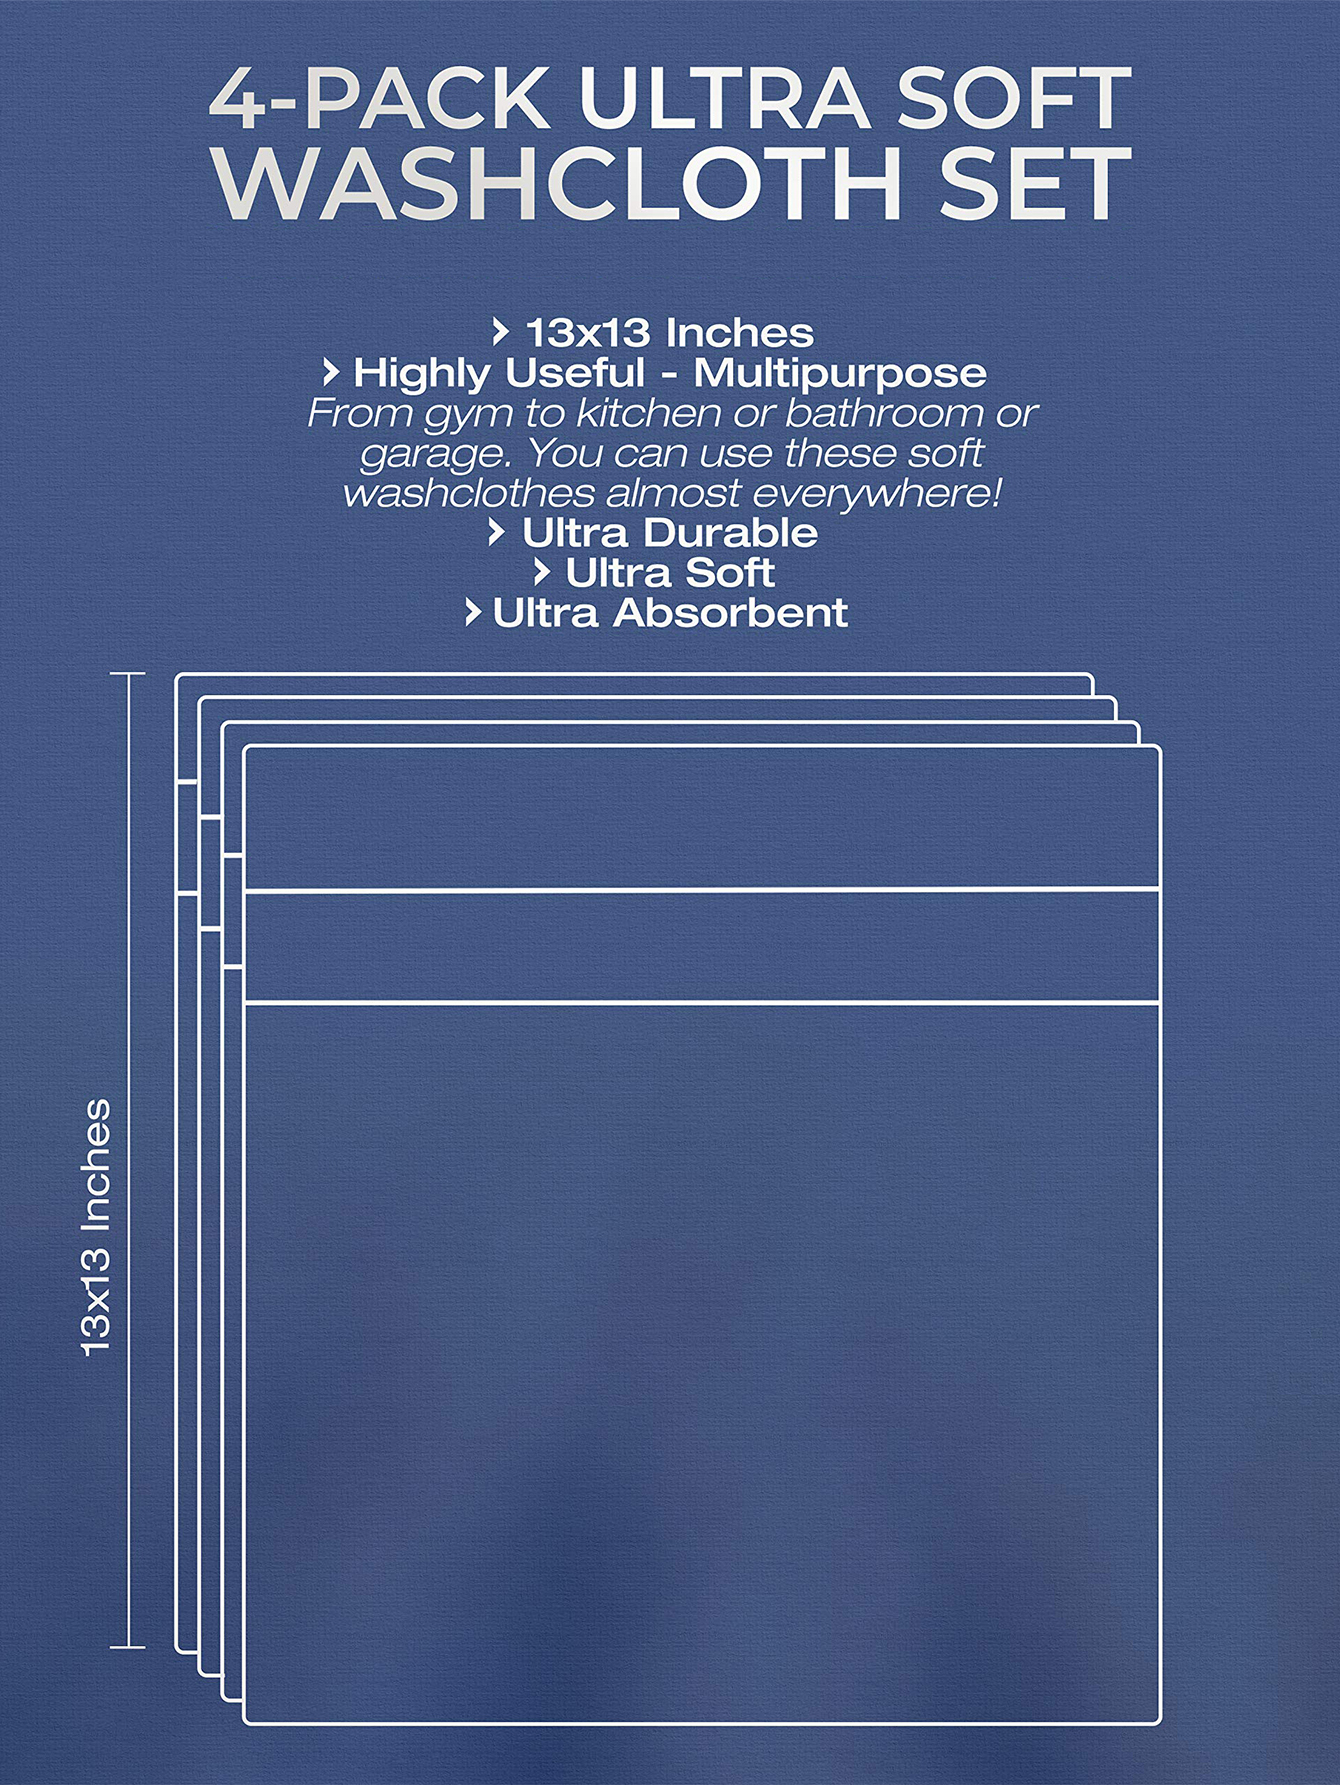 4-PACK ULTRA SOFT
WASHCLOTH SET
13x13 Inches
Highly Useful - Multipurpose
From gym to kitchen or bathroom or
garage. You can use these soft
washclothes almost everywhere!
Ultra Durable
Ultra Soft
Ultra Absorbent
13x13 Inches